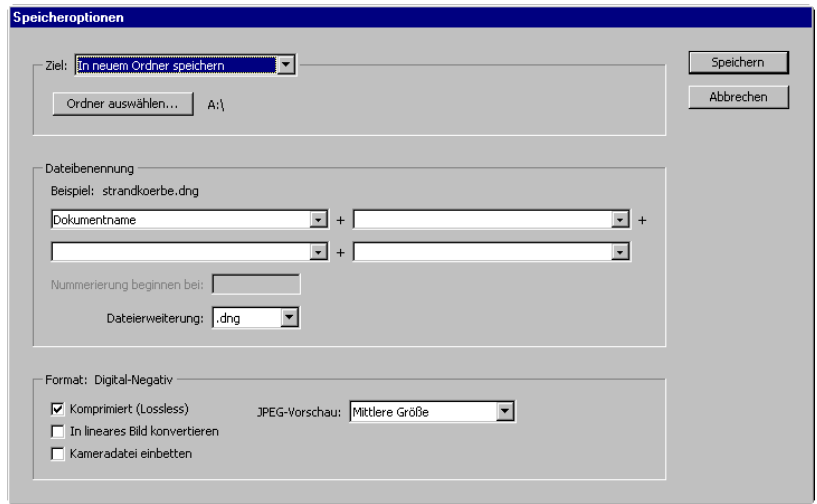 Speicheroptionen
Ziel: In neuem Ordner speichern
Speichern
Ordner auswählen... A:\
Abbrechen
Dateibenennung
Beispiel: strandkoerbe.dng
Dokumentname + +
+
Nummerierung beginnen bei:
Dateierweiterung: .dng
Format: Digital-Negativ
Komprimiert (Lossless) JPEG-Vorschau: Mittlere Größe
In lineares Bild konvertieren
Kameradatei einbetten